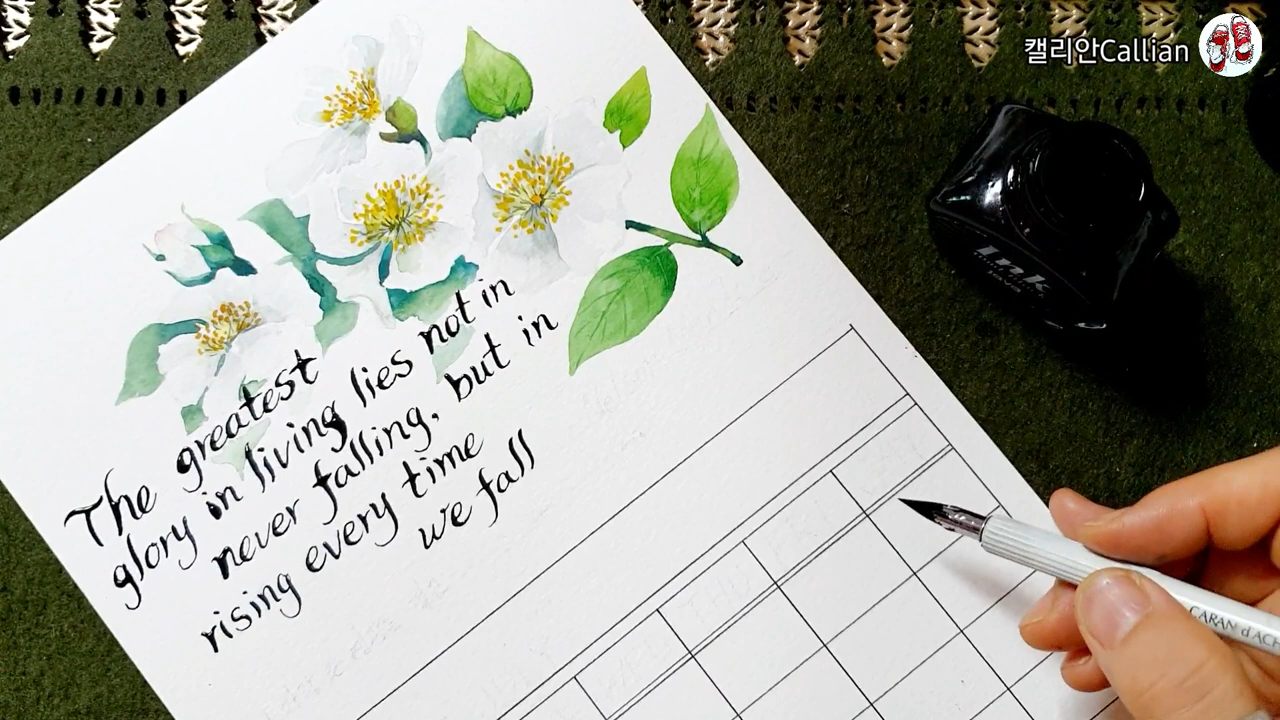 캘리안Callian
The greatest
glory in living lies not in
never falling, but in
rising every time
we fall
Ink
CARAN d'ACH